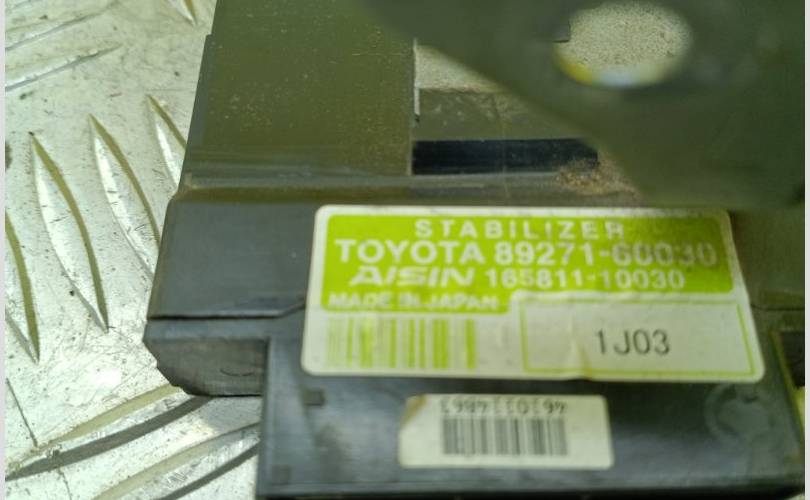 STABILIZER
TOYOTA 89271-60030
AISIN 165811-10030
MADE IN JAPAN
1J03